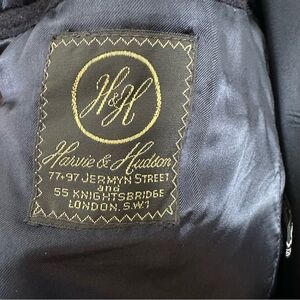 H&H
Harvie & Hudson
77+97 JERMYN STREET
and
55 KNIGHTSBRIDGE
LONDON. S.W.1